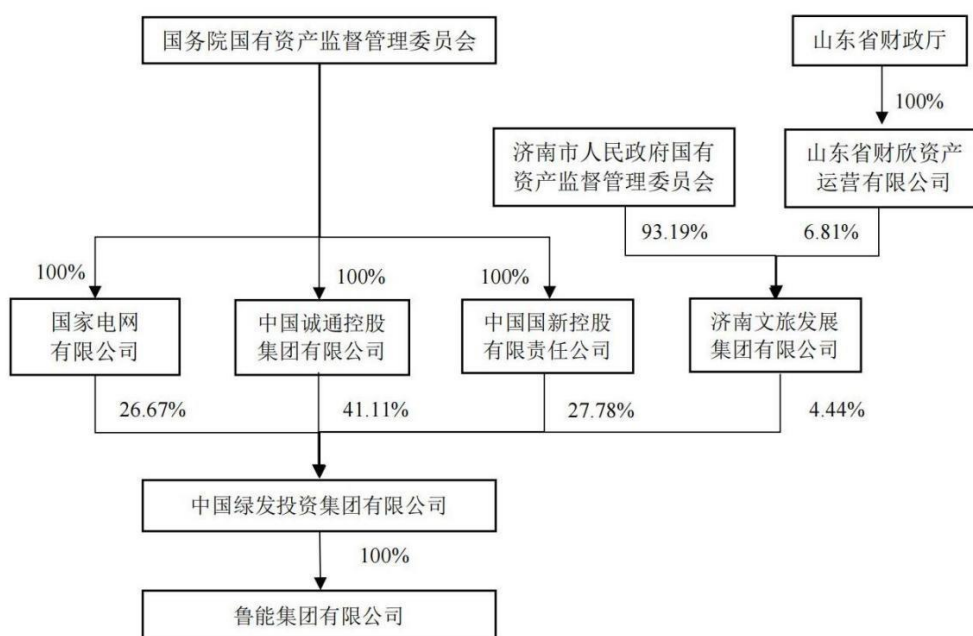 国务院国有资产监督管理委员会
山东省财政厅
100%
济南市人民政府国有
资产监督管理委员会
山东省财欣资产
运营有限公司
93.19%
6.81%
100%
100%
100%
国家电网
有限公司
中国诚通控股
集团有限公司
中国国新控股
有限责任公司
济南文旅发展
集团有限公司
26.67%
41.11%
27.78%
4.44%
中国绿发投资集团有限公司
100%
鲁能集团有限公司